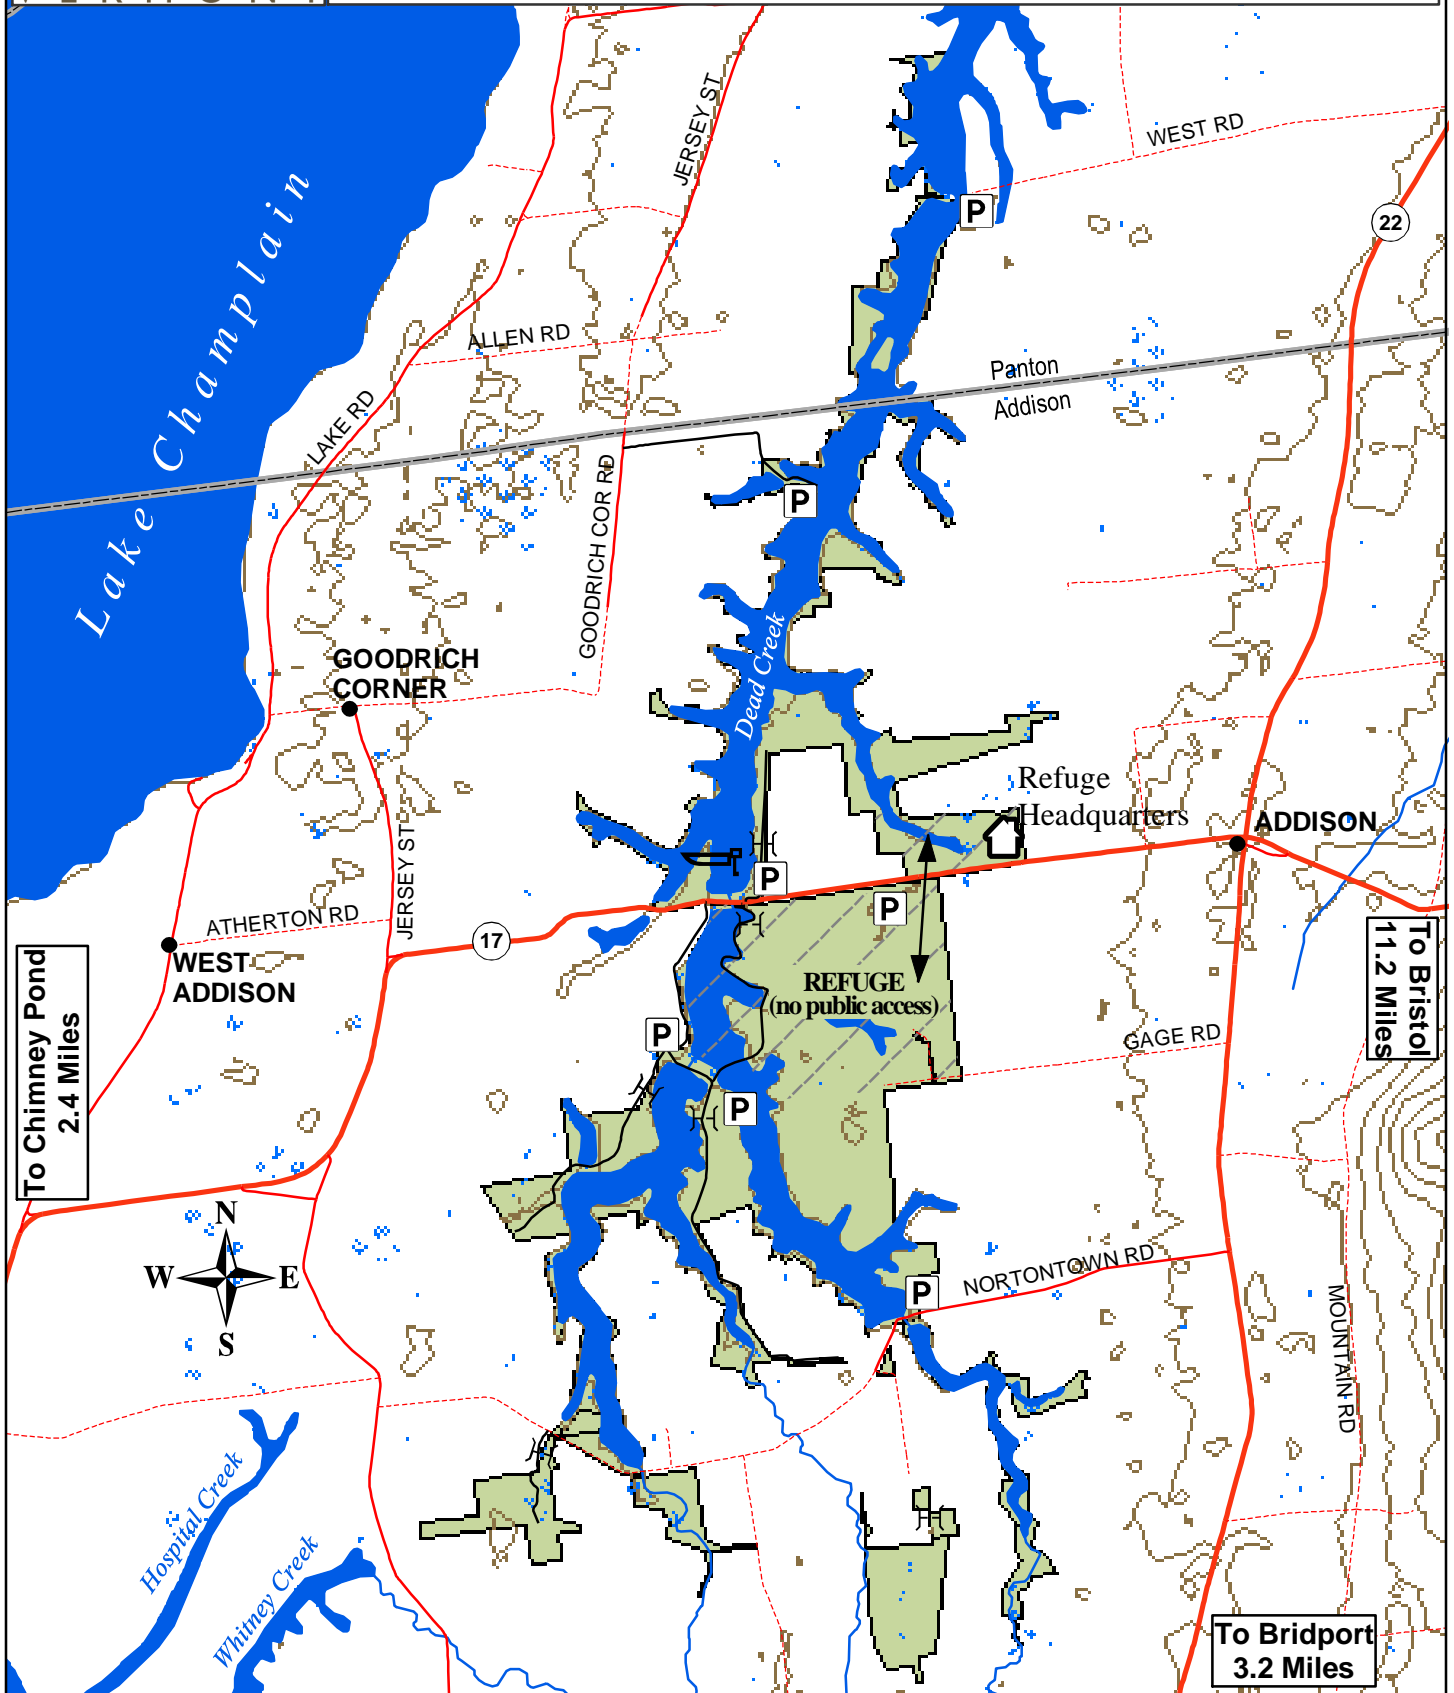 JERSEY ST
WEST RD
P
22
Lake Champlain
ALLEN RD
Panton
Addison
LAKE RD
GOODRICH COR RD
P
Dead Creek
GOODRICH
CORNER
Refuge
Headquarters
ADDISON
JERSEY ST
P
P
ATHERTON RD
17
WEST
ADDISON
REFUGE
(no public access)
To Bristol
11.2 Miles
To Chimney Pond
2.4 Miles
P
GAGE RD
P
N
W
E
S
NORTONTOWN RD
P
MOUNTAIN RD
Hospital Creek
Whitney Creek
To Bridport
3.2 Miles